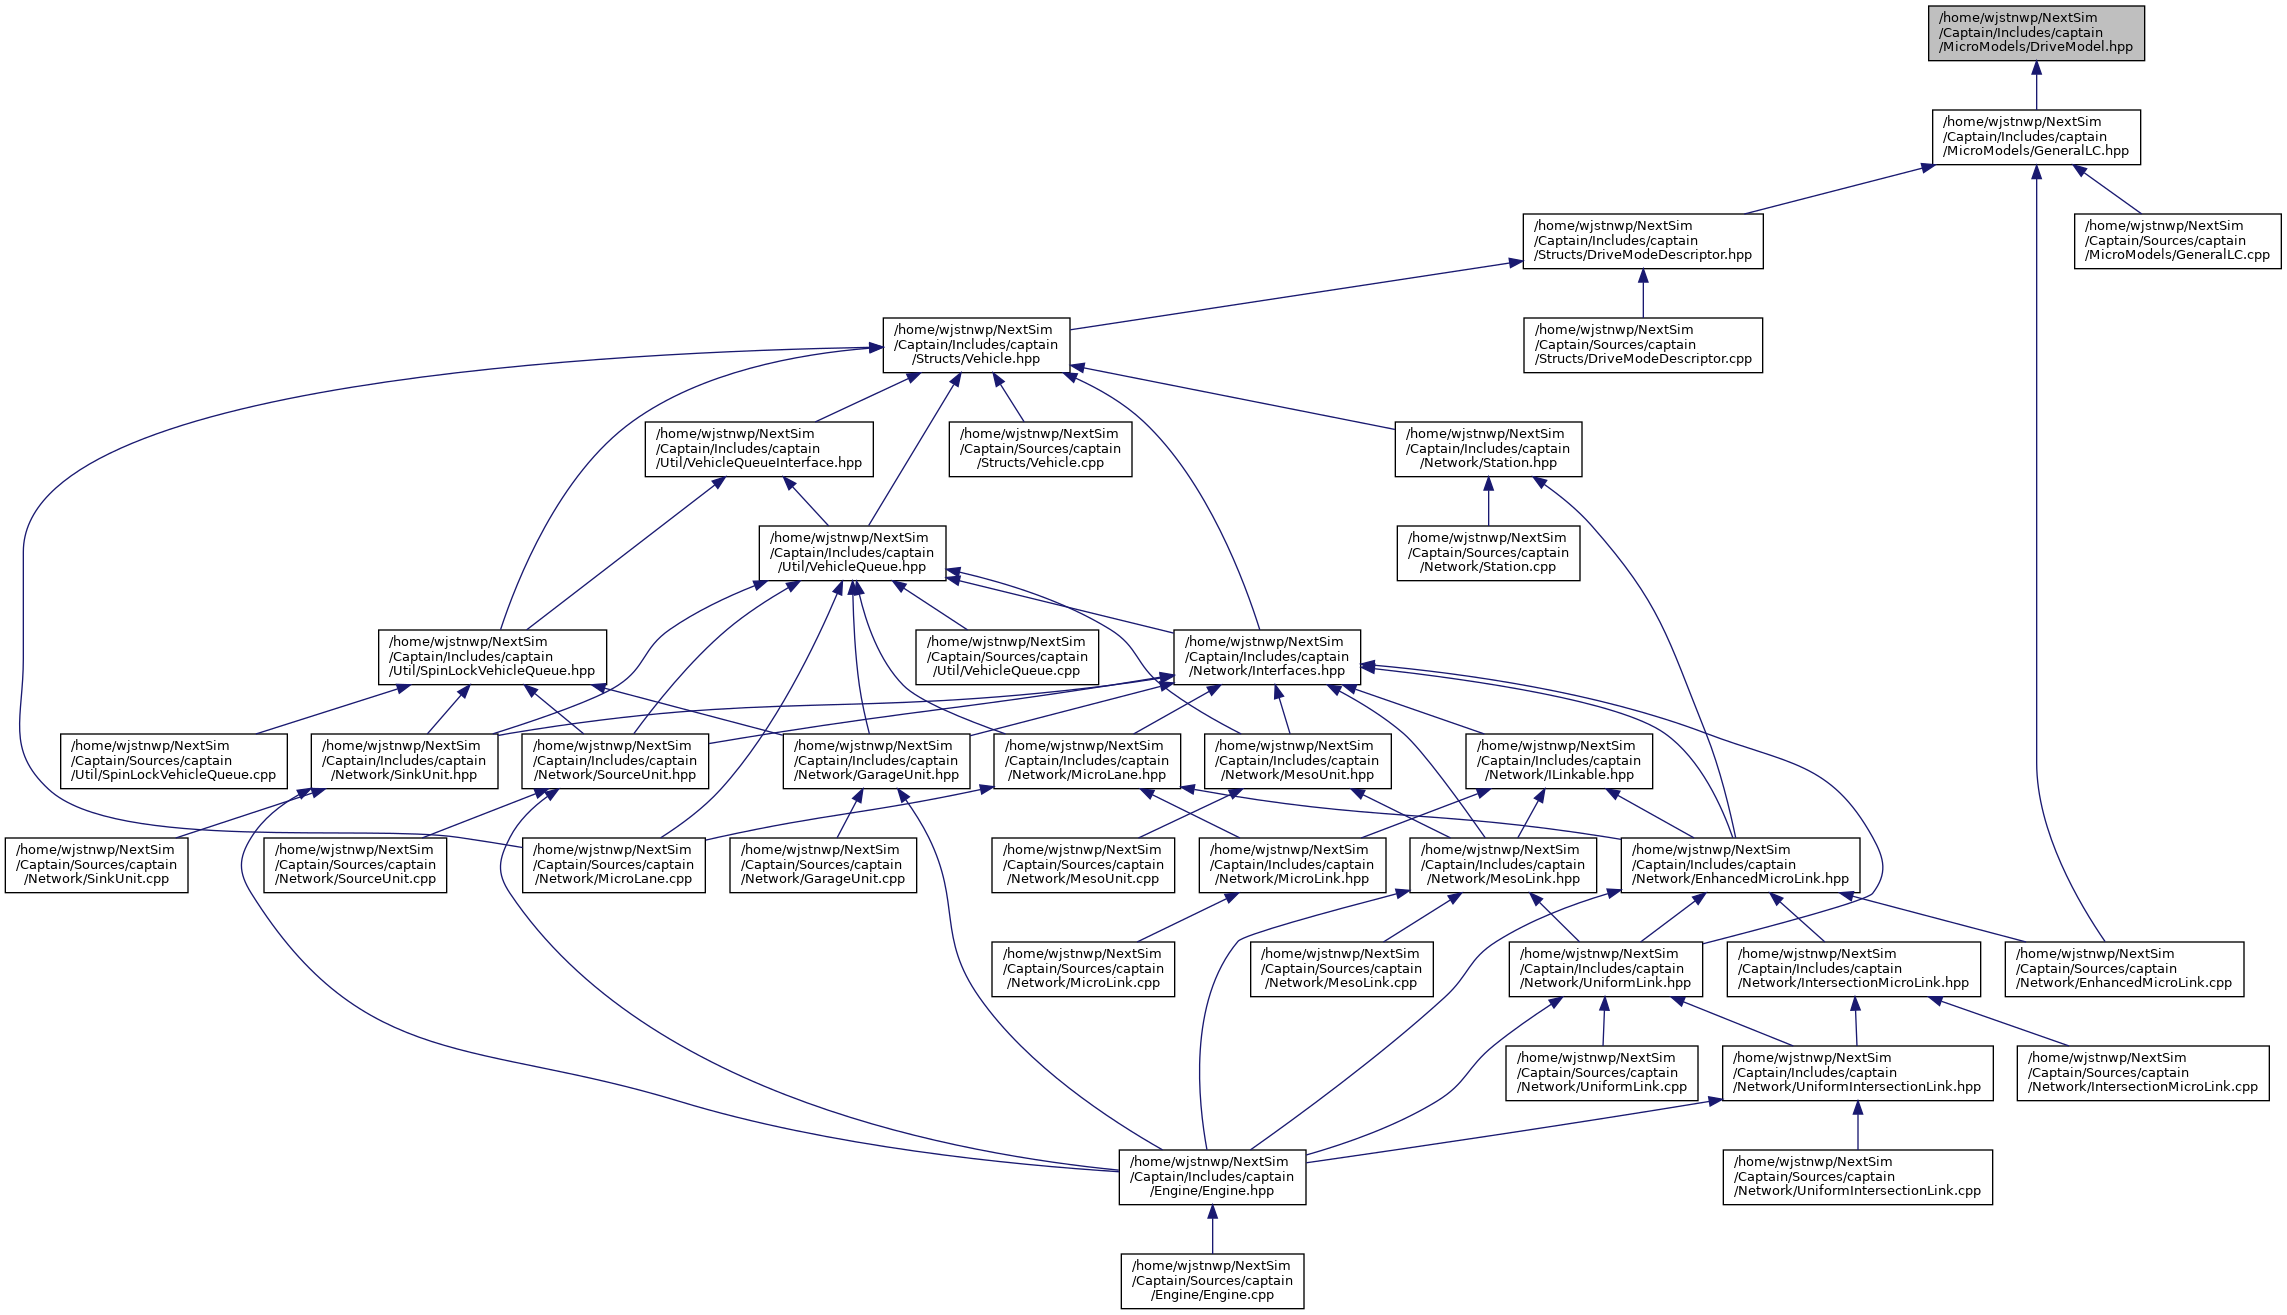 /home/wjstnwp/NextSim
/Captain/Includes/captain
/MicroModels/DriveModel.hpp
/home/wjstnwp/NextSim
/Captain/Includes/captain
/MicroModels/GeneralLC.hpp
/home/wjstnwp/NextSim
/Captain/Includes/captain
/Structs/DriveModeDescriptor.hpp
/home/wjstnwp/NextSim
/Captain/Sources/captain
/MicroModels/GeneralLC.cpp
/home/wjstnwp/NextSim
/Captain/Includes/captain
/Structs/Vehicle.hpp
/home/wjstnwp/NextSim
/Captain/Sources/captain
/Structs/DriveModeDescriptor.cpp
/home/wjstnwp/NextSim
/Captain/Includes/captain
/Util/VehicleQueueInterface.hpp
/home/wjstnwp/NextSim
/Captain/Sources/captain
/Structs/Vehicle.cpp
/home/wjstnwp/NextSim
/Captain/Includes/captain
/Network/Station.hpp
/home/wjstnwp/NextSim
/Captain/Includes/captain
/Util/VehicleQueue.hpp
/home/wjstnwp/NextSim
/Captain/Sources/captain
/Network/Station.cpp
/home/wjstnwp/NextSim
/Captain/Includes/captain
/Util/SpinLockVehicleQueue.hpp
/home/wjstnwp/NextSim
/Captain/Sources/captain
/Util/VehicleQueue.cpp
/home/wjstnwp/NextSim
/Captain/Includes/captain
/Network/Interfaces.hpp
/home/wjstnwp/NextSim
/Captain/Sources/captain
/Util/SpinLockVehicleQueue.cpp
/home/wjstnwp/NextSim
/Captain/Includes/captain
/Network/SinkUnit.hpp
/home/wjstnwp/NextSim
/Captain/Includes/captain
/Network/SourceUnit.hpp
/home/wjstnwp/NextSim
/Captain/Includes/captain
/Network/GarageUnit.hpp
/home/wjstnwp/NextSim
/Captain/Includes/captain
/Network/MicroLane.hpp
/home/wjstnwp/NextSim
/Captain/Includes/captain
/Network/MesoUnit.hpp
/home/wjstnwp/NextSim
/Captain/Includes/captain
/Network/ILinkable.hpp
/home/wjstnwp/NextSim
/Captain/Sources/captain
/Network/SinkUnit.cpp
/home/wjstnwp/NextSim
/Captain/Sources/captain
/Network/SourceUnit.cpp
/home/wjstnwp/NextSim
/Captain/Sources/captain
/Network/MicroLane.cpp
/home/wjstnwp/NextSim
/Captain/Sources/captain
/Network/GarageUnit.cpp
/home/wjstnwp/NextSim
/Captain/Sources/captain
/Network/MesoUnit.cpp
/home/wjstnwp/NextSim
/Captain/Includes/captain
/Network/MicroLink.hpp
/home/wjstnwp/NextSim
/Captain/Includes/captain
/Network/MesoLink.hpp
/home/wjstnwp/NextSim
/Captain/Includes/captain
/Network/EnhancedMicroLink.hpp
/home/wjstnwp/NextSim
/Captain/Sources/captain
/Network/MicroLink.cpp
/home/wjstnwp/NextSim
/Captain/Sources/captain
/Network/MesoLink.cpp
/home/wjstnwp/NextSim
/Captain/Includes/captain
/Network/UniformLink.hpp
/home/wjstnwp/NextSim
/Captain/Includes/captain
/Network/IntersectionMicroLink.hpp
/home/wjstnwp/NextSim
/Captain/Sources/captain
/Network/EnhancedMicroLink.cpp
/home/wjstnwp/NextSim
/Captain/Sources/captain
/Network/UniformLink.cpp
/home/wjstnwp/NextSim
/Captain/Includes/captain
/Network/UniformIntersectionLink.hpp
/home/wjstnwp/NextSim
/Captain/Sources/captain
/Network/IntersectionMicroLink.cpp
/home/wjstnwp/NextSim
/Captain/Includes/captain
/Engine/Engine.hpp
/home/wjstnwp/NextSim
/Captain/Sources/captain
/Network/UniformIntersectionLink.cpp
/home/wjstnwp/NextSim
/Captain/Sources/captain
/Engine/Engine.cpp